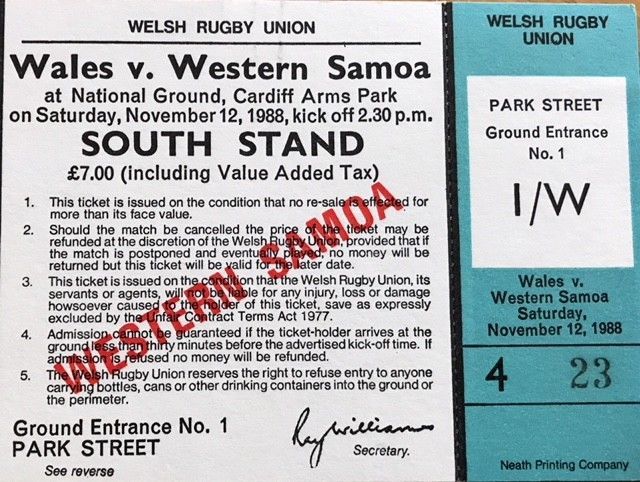 WELSH RUGBY UNION
Wales v. Western Samoa
at National Ground, Cardiff Arms Park
on Saturday, November 12, 1988, kick off 2.30 p.m.
SOUTH STAND
£7.00 (including Value Added Tax)
1. This ticket is issued on the condition that no re-sale is effected for
more than its face value.
2. Should the match be cancelled the price of the ticket may be
refunded at the discretion of the Welsh Rugby Union, provided that if
the match is postponed and eventually played, no money will be
returned but this ticket will be valid for the later date.
3. This ticket is issued on the condition that the Welsh Rugby Union, its
servants or agents will not be liable for any injury, loss or damage
howsoever caused to the holder of this ticket, save as expressly
excluded by the Unfair Contract Terms Act 1977.
4. Admission cannot be guaranteed if the ticket-holder arrives at the
ground less than thirty minutes before the advertised kick-off time. If
admission is refused no money will be refunded.
5. The Welsh Rugby Union reserves the right to refuse entry to anyone
carrying bottles, cans or other drinking containers into the ground or
the perimeter.
WESTERN SAMOA
Ground Entrance No. 1
PARK STREET
See reverse
Ray Williams
Secretary.
WELSH RUGBY
UNION
PARK STREET
Ground Entrance
No. 1
I/W
Wales v.
Western Samoa
Saturday,
November 12, 1988
4 23
Neath Printing Company